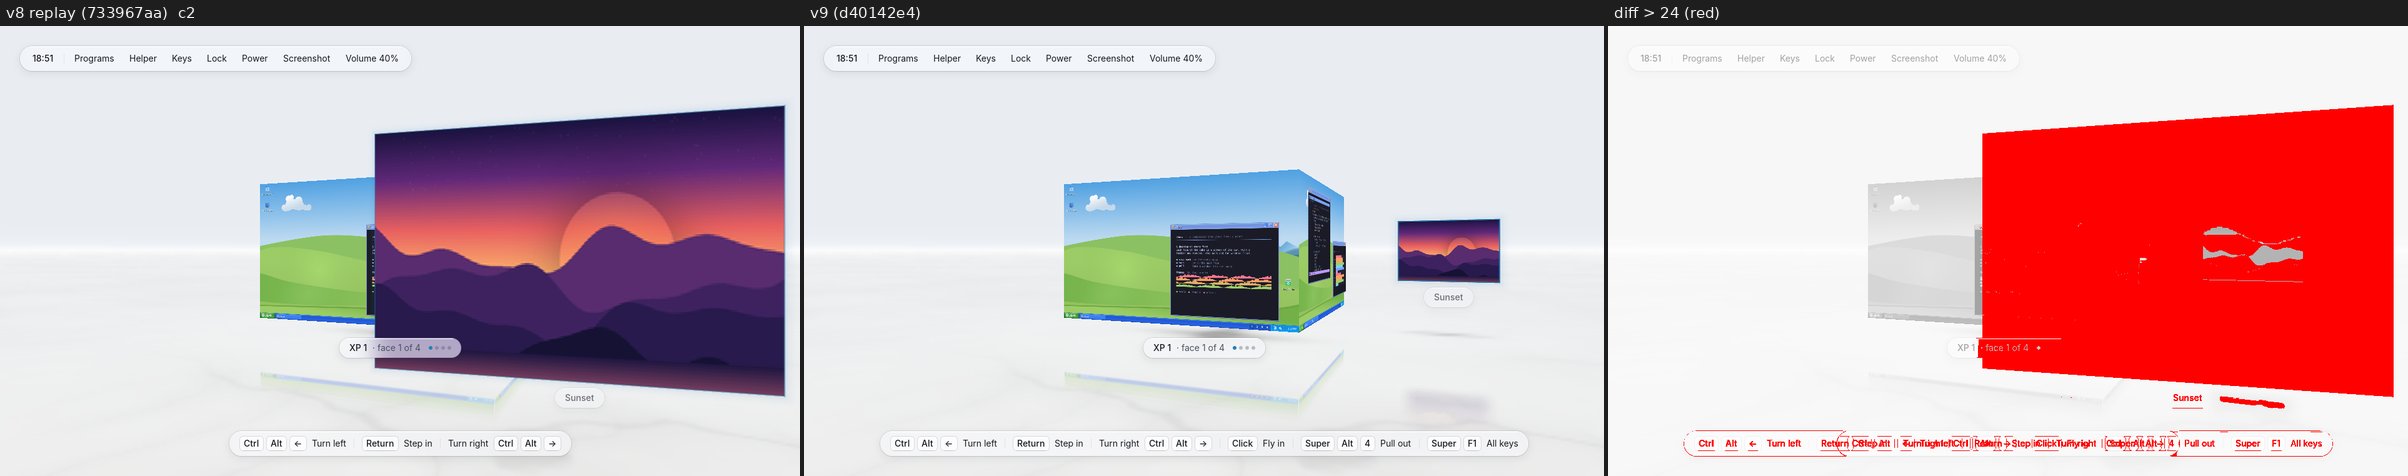 v8 replay (733967aa) c2
18:51 Programs Helper Keys Lock Power Screenshot Volume 40%
XP 1 · face 1 of 4
Sunset
Ctrl Alt ← Turn left Return Step in Turn right Ctrl Alt →
v9 (d40142e4)
18:51 Programs Helper Keys Lock Power Screenshot Volume 40%
Sunset
XP 1 · face 1 of 4
Ctrl Alt ← Turn left Return Step in Turn right Ctrl Alt → Click Fly in Super Alt 4 Pull out Super F1 All keys
diff > 24 (red)
18:51 Programs Helper Keys Lock Power Screenshot Volume 40%
XP 1 · face 1 of 4
Sunset
Ctrl Alt ← Turn left Pull out Super F1 All keys